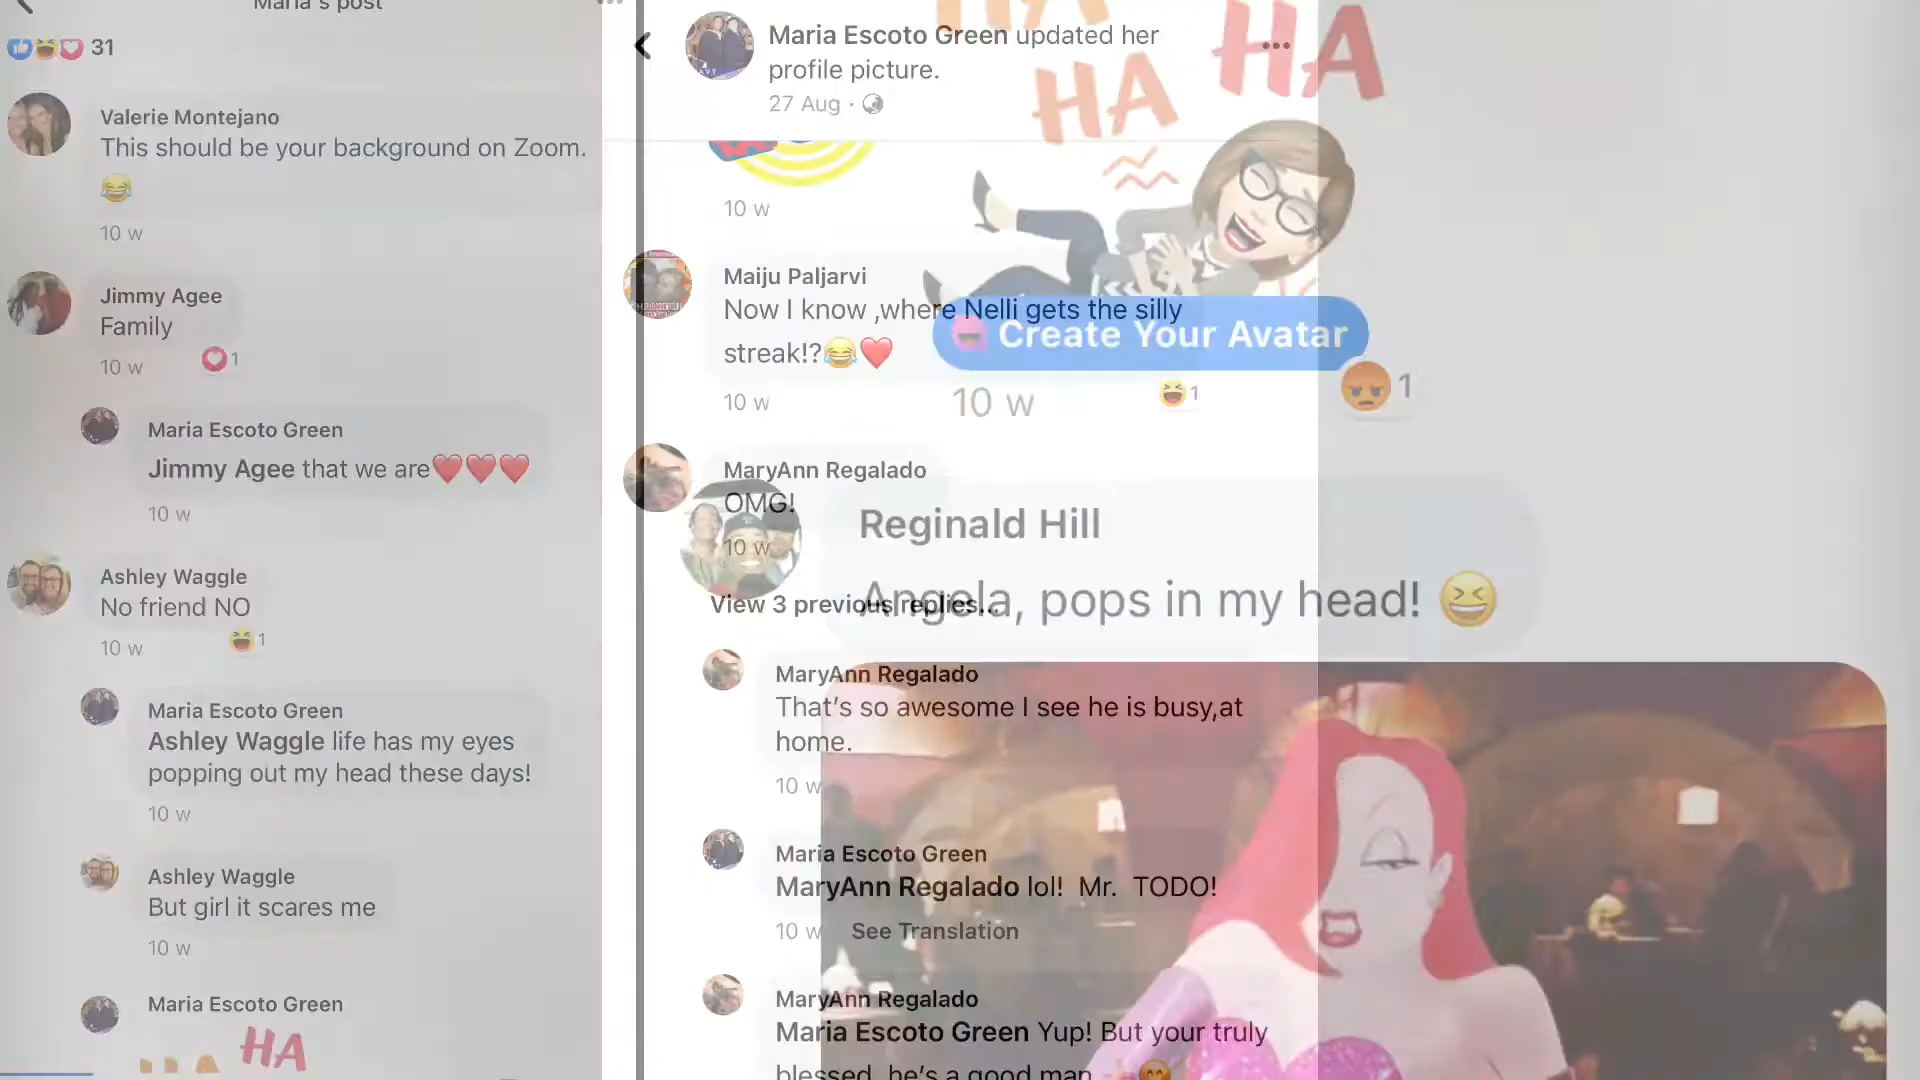 Maria's post
31
Valerie Montejano
This should be your background on Zoom.
😂
10 w
Jimmy Agee
Family
10 w
1
Maria Escoto Green
Jimmy Agee that we are❤️❤️❤️
10 w
Ashley Waggle
No friend NO
10 w
1
Maria Escoto Green
Ashley Waggle life has my eyes
popping out my head these days!
10 w
Ashley Waggle
But girl it scares me
10 w
Maria Escoto Green
HA
Maria Escoto Green updated her
profile picture.
27 Aug ·
10 w
Maiju Paljarvi
Now I know ,where Nelli gets the silly
streak!?😂❤️
10 w
1
MaryAnn Regalado
OMG!
10 w
View 3 previous replies...
MaryAnn Regalado
That's so awesome I see he is busy,at
home.
10 w
Maria Escoto Green
MaryAnn Regalado lol! Mr. TODO!
10 w
See Translation
MaryAnn Regalado
Maria Escoto Green Yup! But your truly
blessed, he's a good man
HA HA
HA
Create Your Avatar
10 w
1
Reginald Hill
Angela, pops in my head! 😆